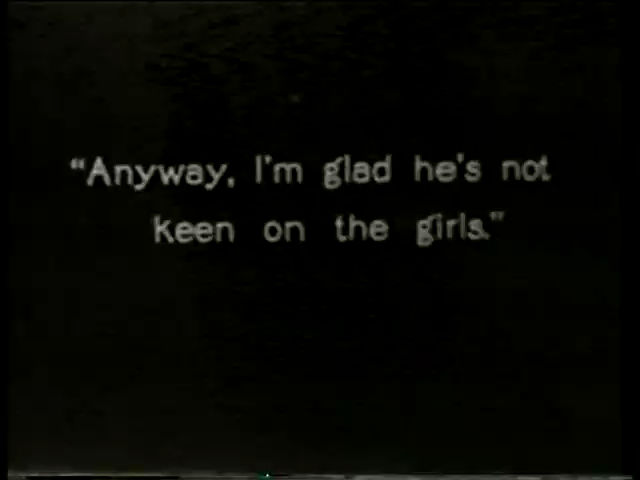 "Anyway, I'm glad he's not
keen on the girls."